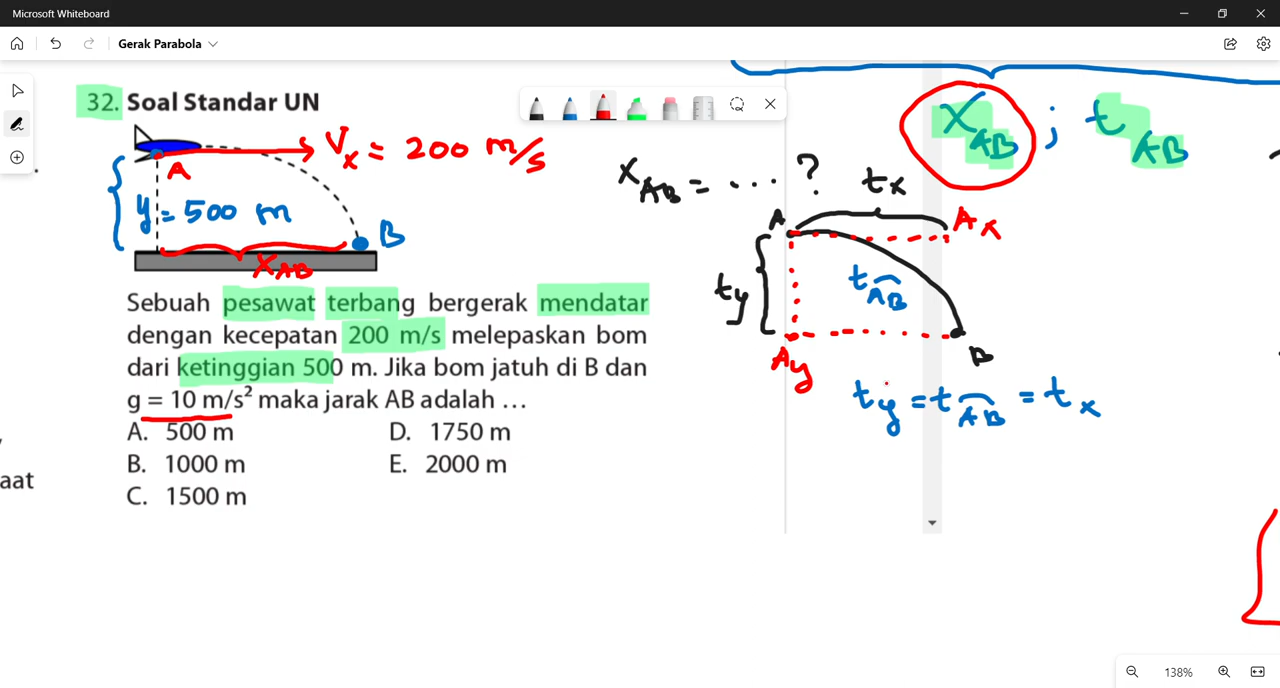 Microsoft Whiteboard
Gerak Parabola
32. Soal Standar UN
Vx = 200 m/s
A
y = 500 m
B
XAB
XAB = ... ?
XAB ; tAB
tx
A
Ax
ty
tAB
Ay
B
ty = tAB = tx
Sebuah pesawat terbang bergerak mendatar
dengan kecepatan 200 m/s melepaskan bom
dari ketinggian 500 m. Jika bom jatuh di B dan
g = 10 m/s² maka jarak AB adalah ...
A. 500 m
B. 1000 m
C. 1500 m
D. 1750 m
E. 2000 m
aat
138%